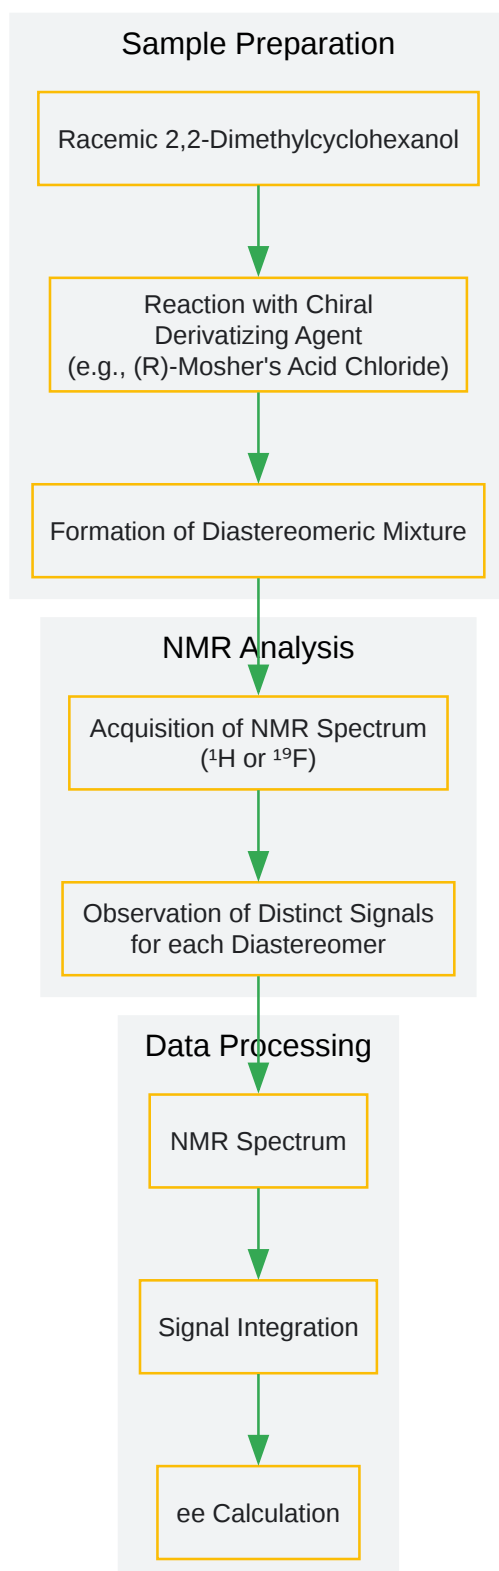 Sample Preparation
Racemic 2,2-Dimethylcyclohexanol
Reaction with Chiral
Derivatizing Agent
(e.g., (R)-Mosher's Acid Chloride)
Formation of Diastereomeric Mixture
NMR Analysis
Acquisition of NMR Spectrum
(¹H or ¹⁹F)
Observation of Distinct Signals
for each Diastereomer
Data Processing
NMR Spectrum
Signal Integration
ee Calculation